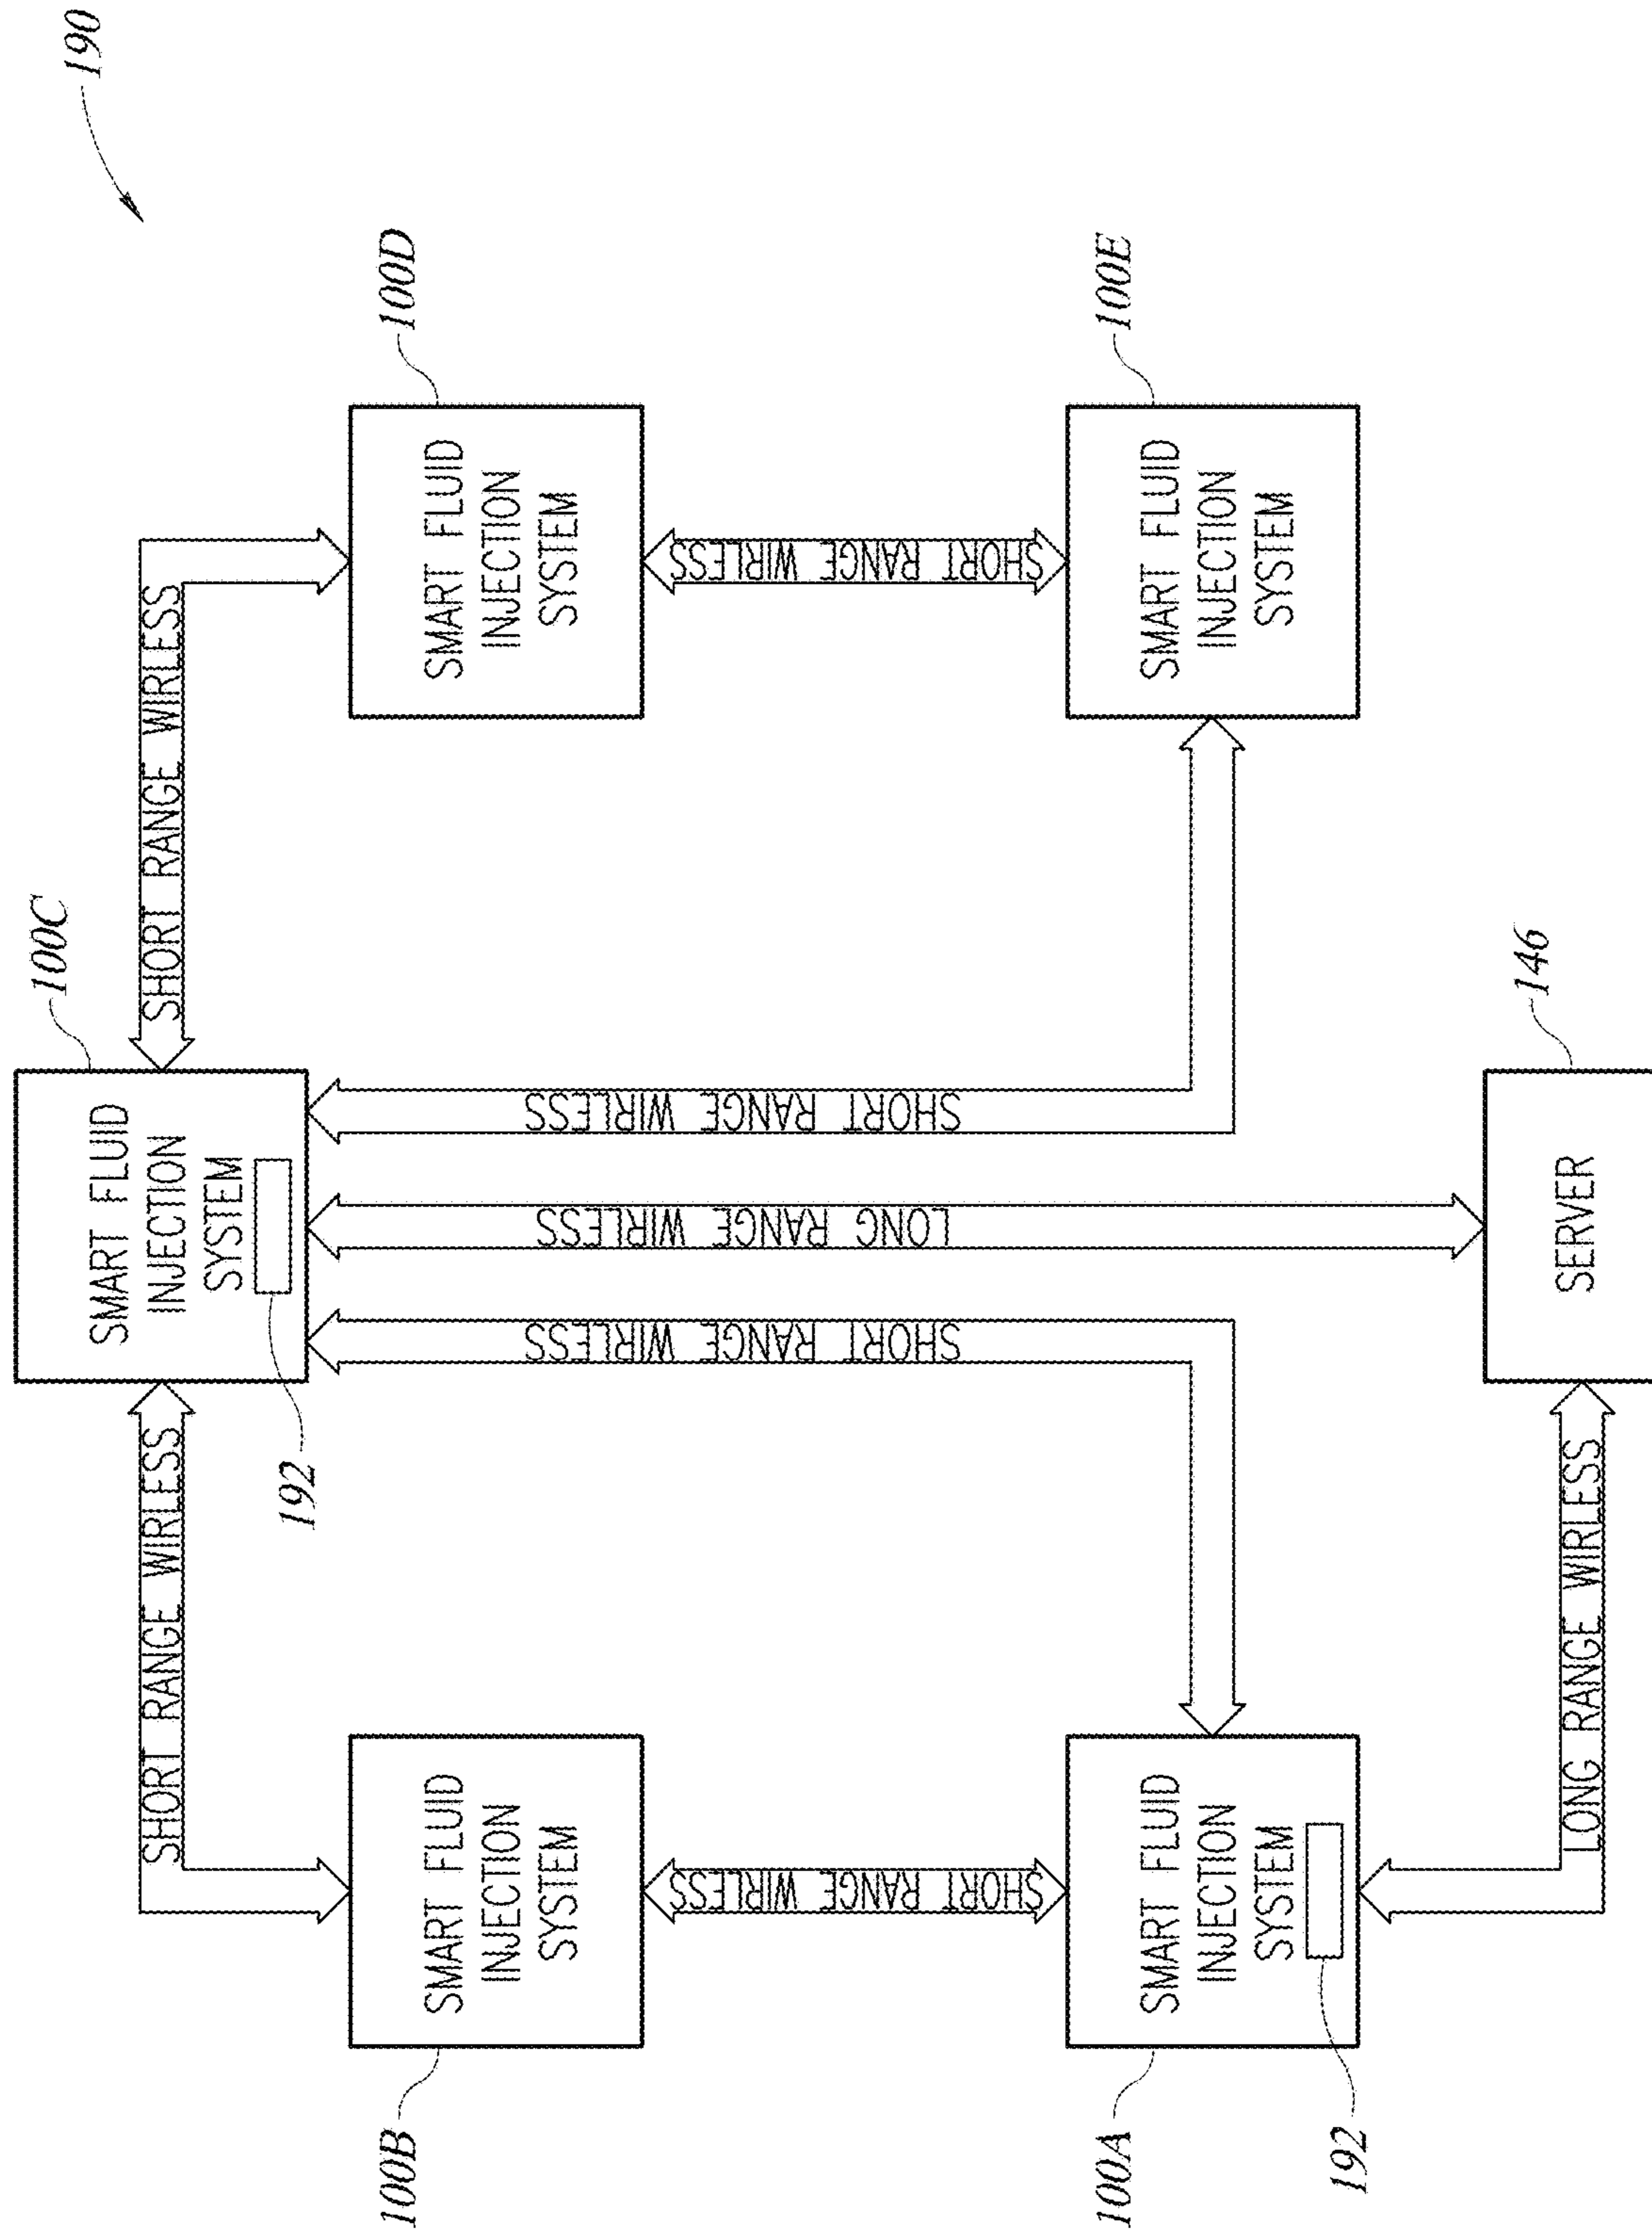 190
100C
SMART FLUID
INJECTION
SYSTEM
192
SHORT RANGE WIRLESS
SHORT RANGE WIRLESS
100B
SMART FLUID
INJECTION
SYSTEM
100D
SMART FLUID
INJECTION
SYSTEM
SHORT RANGE WIRLESS
SHORT RANGE WIRLESS
LONG RANGE WIRLESS
SHORT RANGE WIRLESS
SHORT RANGE WIRLESS
100A
SMART FLUID
INJECTION
SYSTEM
192
100E
SMART FLUID
INJECTION
SYSTEM
LONG RANGE WIRLESS
146
SERVER